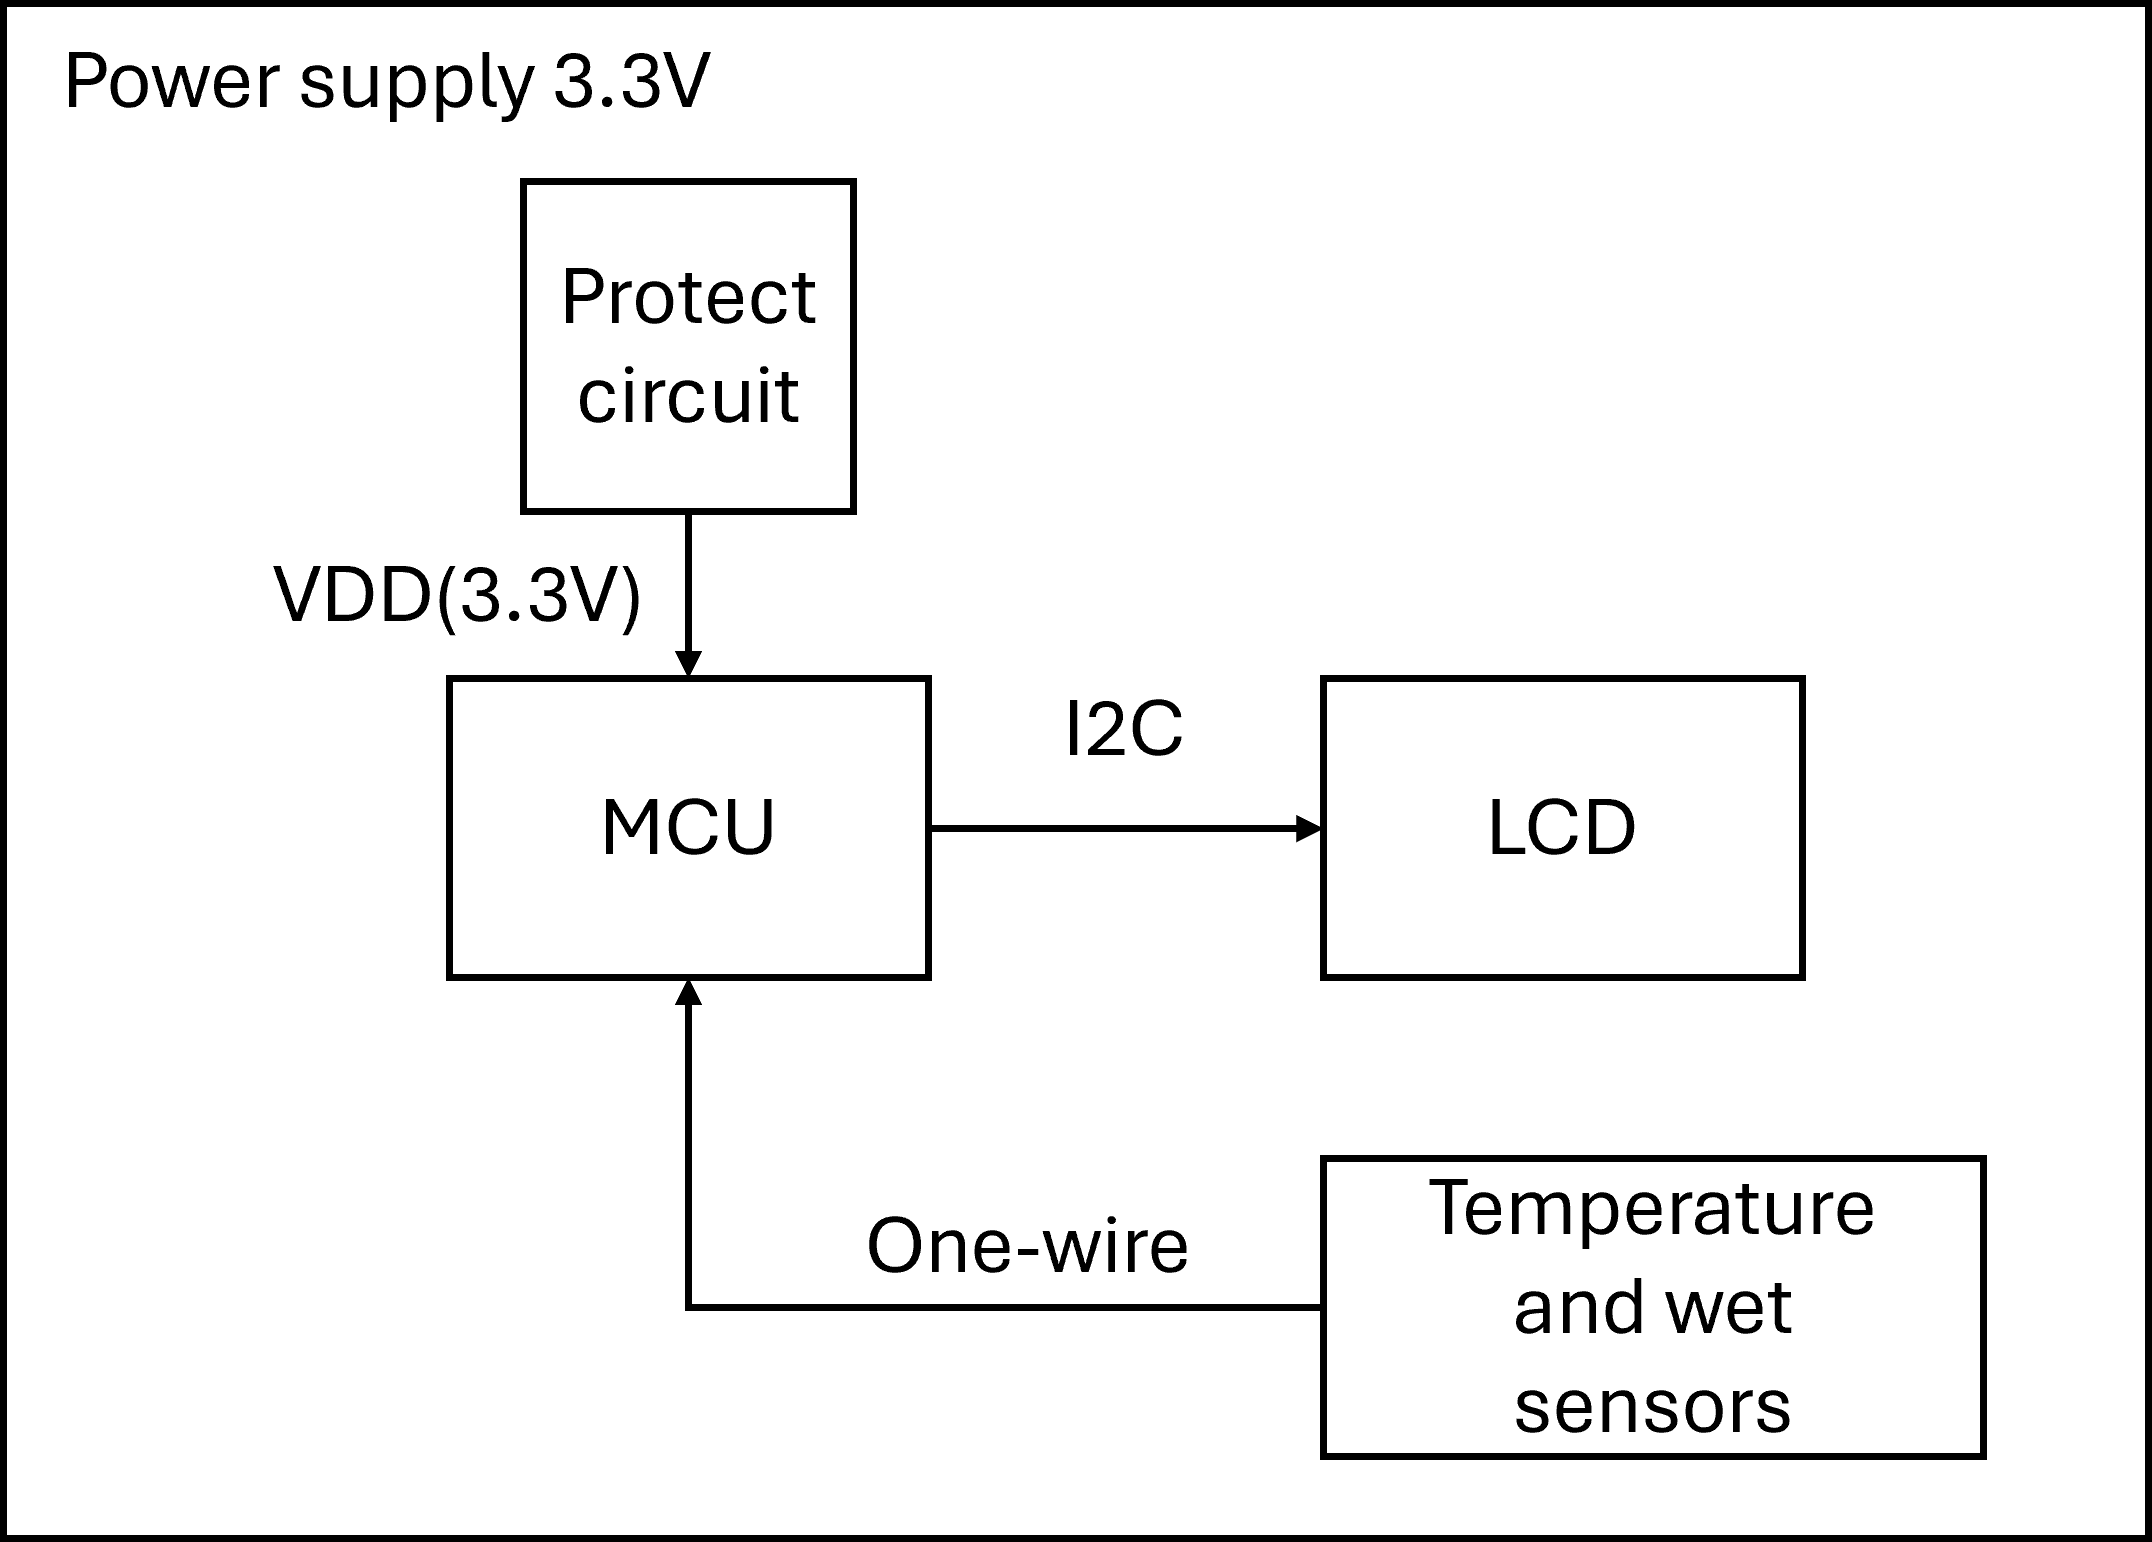 Power supply 3.3V
Protect
circuit
VDD(3.3V)
I2C
MCU
LCD
One-wire
Temperature
and wet
sensors